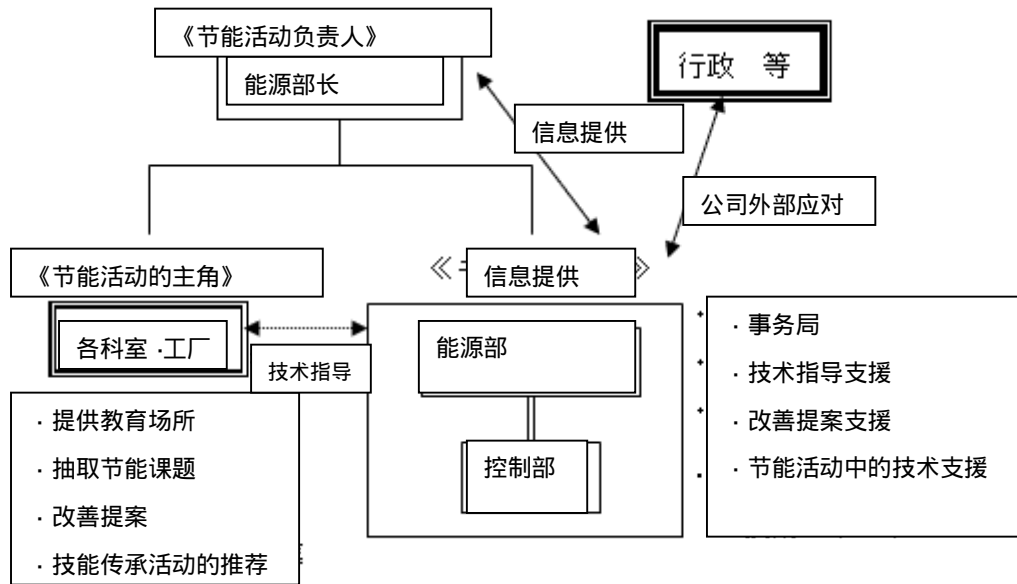 《节能活动负责人》
能源部长
行政 等
信息提供
公司外部应对
《节能活动的主角》
信息提供
各科室 ·工厂
技术指导
能源部
控制部
· 事务局
· 技术指导支援
· 改善提案支援
· 节能活动中的技术支援
· 提供教育场所
· 抽取节能课题
· 改善提案
· 技能传承活动的推荐